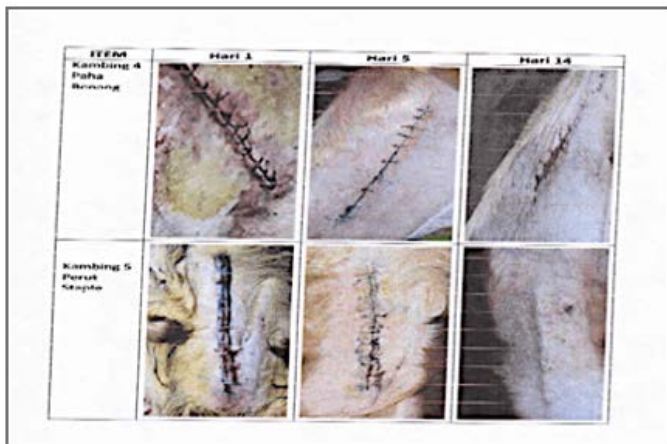 ITEM Hari 1 Hari 5 Hari 14
Kambing 4
Paha
Benang
Kambing 5
Perut
Staple